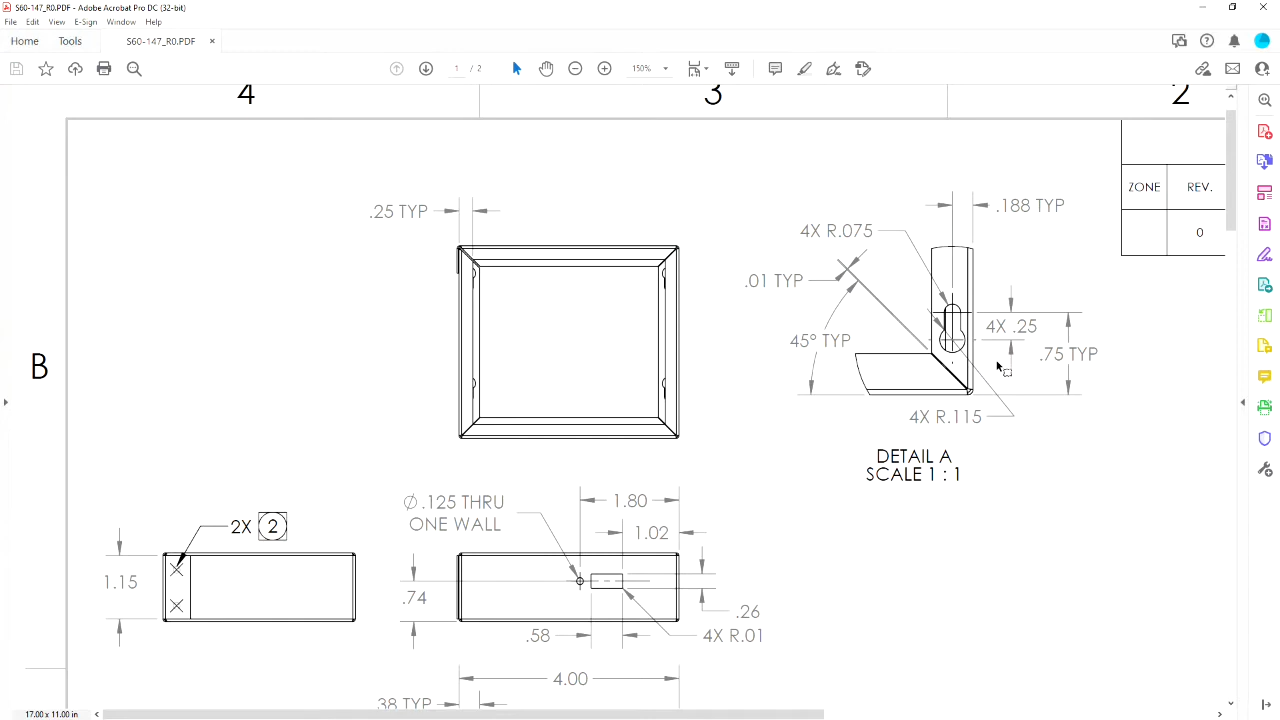 S60-147_R0.PDF - Adobe Acrobat Pro DC (32-bit)
File Edit View E-Sign Window Help
Home Tools S60-147_R0.PDF ×
1 / 2 150%
4 3 2
ZONE REV.
0
B
.25 TYP
.188 TYP
4X R.075
.01 TYP
4X .25
45° TYP
.75 TYP
4X R.115
DETAIL A
SCALE 1 : 1
Ø .125 THRU
ONE WALL
1.80
1.02
2X 2
1.15
.74
.26
.58
4X R.01
4.00
.38 TYP
17.00 x 11.00 in